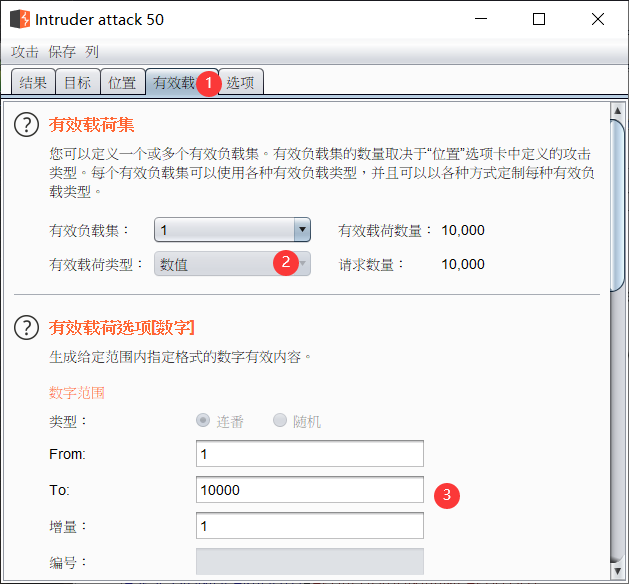 Intruder attack 50
攻击 保存 列
结果 目标 位置 有效载 1 选项
有效载荷集
您可以定义一个或多个有效负载集。有效负载集的数量取决于“位置”选项卡中定义的攻击
类型。每个有效负载集可以使用各种有效负载类型，并且可以以各种方式定制每种有效负
载类型。
有效负载集： 1 有效载荷数量： 10,000
有效载荷类型： 数值 2 请求数量： 10,000
有效载荷选项[数字]
生成给定范围内指定格式的数字有效内容。
数字范围
类型： 连番 随机
From: 1
To: 10000 3
增量： 1
编号：